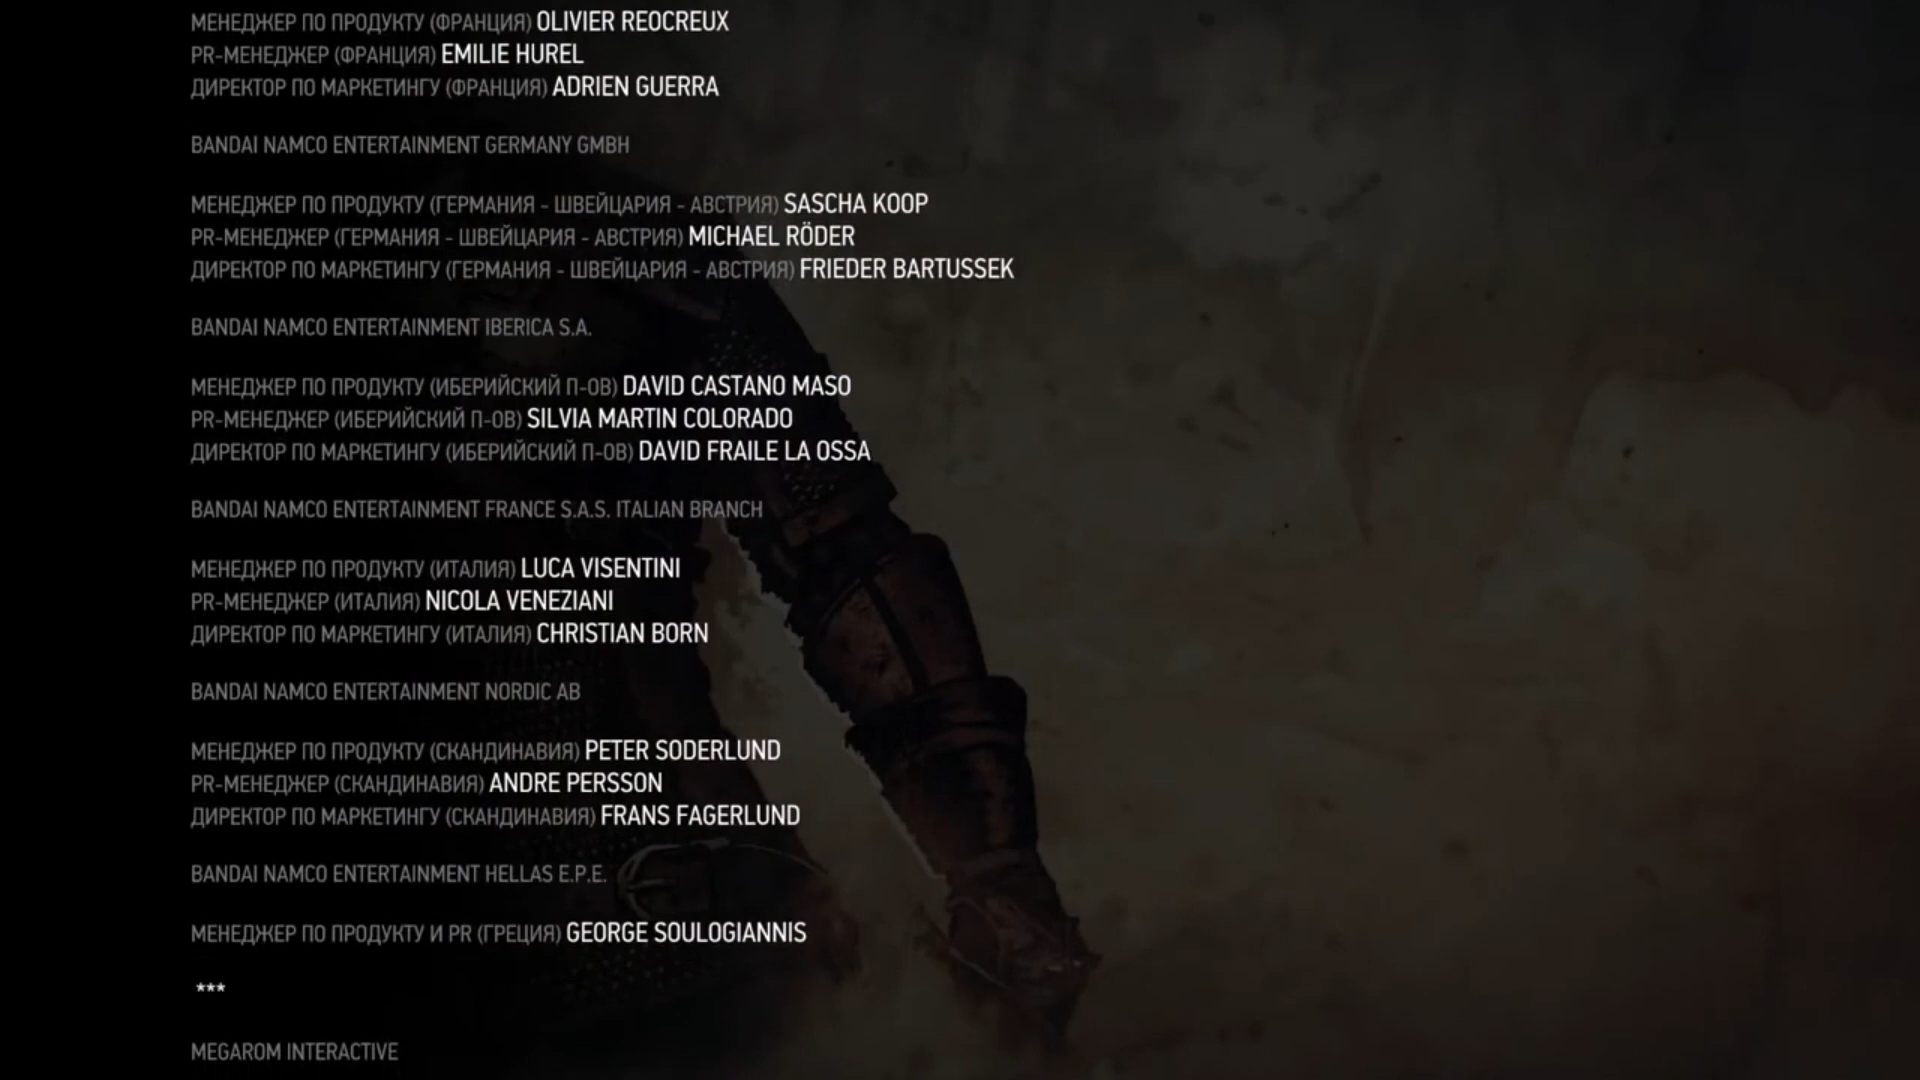 МЕНЕДЖЕР ПО ПРОДУКТУ (ФРАНЦИЯ) OLIVIER REOCREUX
PR-МЕНЕДЖЕР (ФРАНЦИЯ) EMILIE HUREL
ДИРЕКТОР ПО МАРКЕТИНГУ (ФРАНЦИЯ) ADRIEN GUERRA
BANDAI NAMCO ENTERTAINMENT GERMANY GMBH
МЕНЕДЖЕР ПО ПРОДУКТУ (ГЕРМАНИЯ - ШВЕЙЦАРИЯ - АВСТРИЯ) SASCHA KOOP
PR-МЕНЕДЖЕР (ГЕРМАНИЯ - ШВЕЙЦАРИЯ - АВСТРИЯ) MICHAEL RÖDER
ДИРЕКТОР ПО МАРКЕТИНГУ (ГЕРМАНИЯ - ШВЕЙЦАРИЯ - АВСТРИЯ) FRIEDER BARTUSSEK
BANDAI NAMCO ENTERTAINMENT IBERICA S.A.
МЕНЕДЖЕР ПО ПРОДУКТУ (ИБЕРИЙСКИЙ П-ОВ) DAVID CASTANO MASO
PR-МЕНЕДЖЕР (ИБЕРИЙСКИЙ П-ОВ) SILVIA MARTIN COLORADO
ДИРЕКТОР ПО МАРКЕТИНГУ (ИБЕРИЙСКИЙ П-ОВ) DAVID FRAILE LA OSSA
BANDAI NAMCO ENTERTAINMENT FRANCE S.A.S. ITALIAN BRANCH
МЕНЕДЖЕР ПО ПРОДУКТУ (ИТАЛИЯ) LUCA VISENTINI
PR-МЕНЕДЖЕР (ИТАЛИЯ) NICOLA VENEZIANI
ДИРЕКТОР ПО МАРКЕТИНГУ (ИТАЛИЯ) CHRISTIAN BORN
BANDAI NAMCO ENTERTAINMENT NORDIC AB
МЕНЕДЖЕР ПО ПРОДУКТУ (СКАНДИНАВИЯ) PETER SODERLUND
PR-МЕНЕДЖЕР (СКАНДИНАВИЯ) ANDRE PERSSON
ДИРЕКТОР ПО МАРКЕТИНГУ (СКАНДИНАВИЯ) FRANS FAGERLUND
BANDAI NAMCO ENTERTAINMENT HELLAS E.P.E.
МЕНЕДЖЕР ПО ПРОДУКТУ И PR (ГРЕЦИЯ) GEORGE SOULOGIANNIS
***
MEGAROM INTERACTIVE